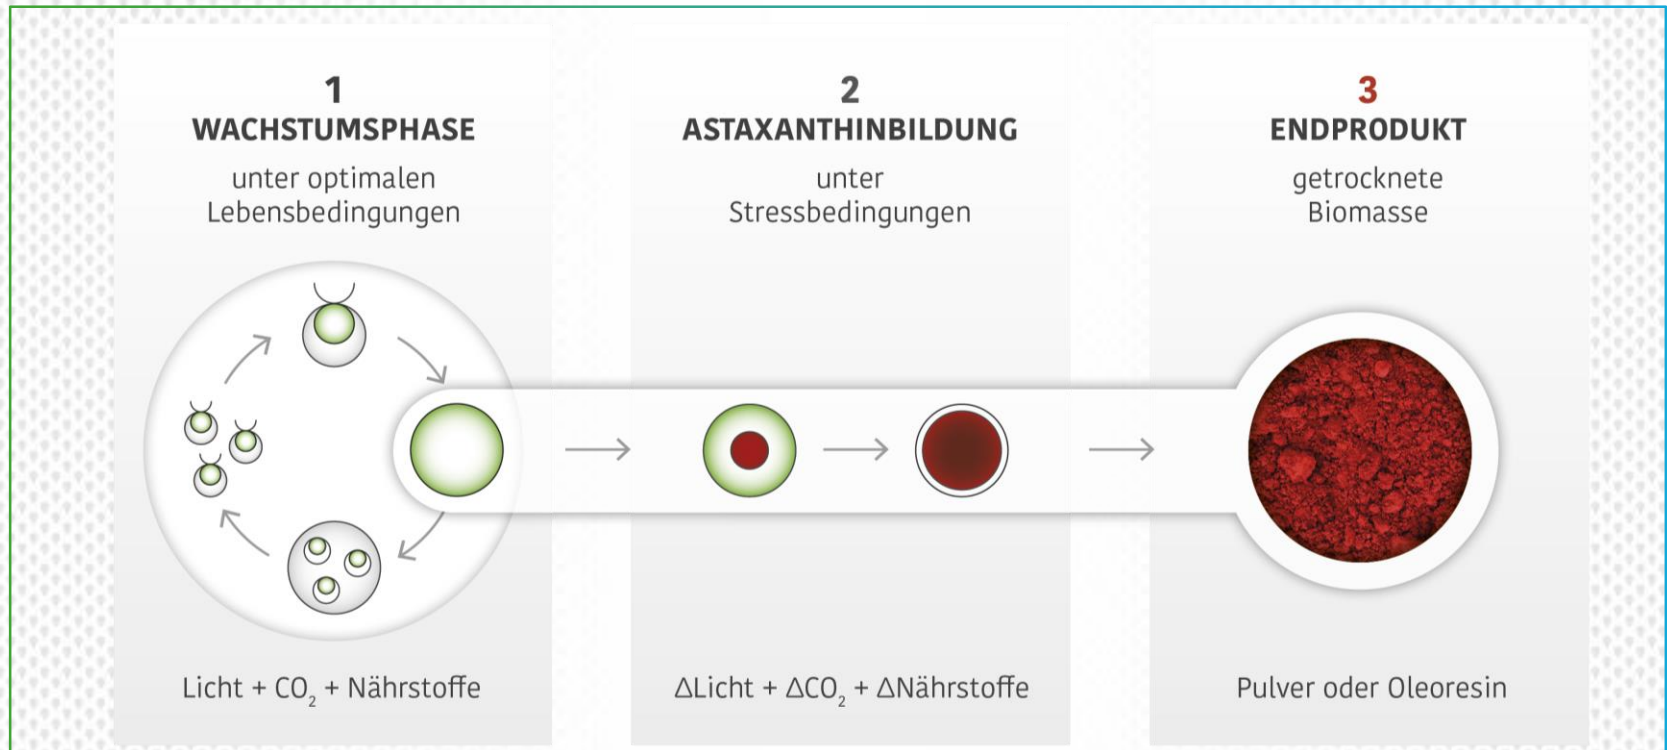 1
WACHSTUMSPHASE
unter optimalen
Lebensbedingungen
Licht + CO₂ + Nährstoffe
2
ASTAXANTHINBILDUNG
unter
Stressbedingungen
ΔLicht + ΔCO₂ + ΔNährstoffe
3
ENDPRODUKT
getrocknete
Biomasse
Pulver oder Oleoresin